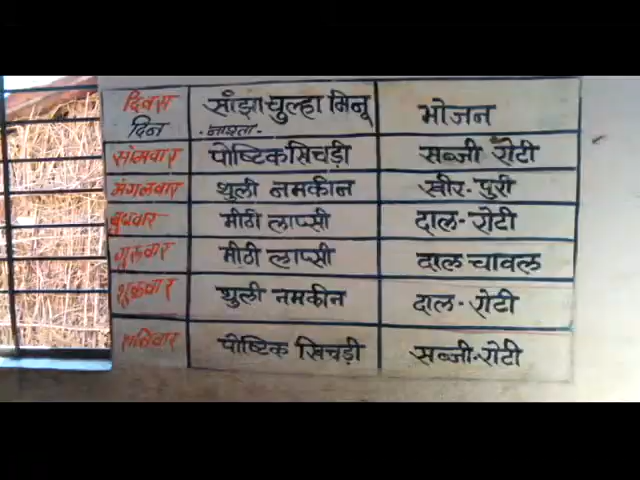 दिवस सांझा चुल्हा मिनू भोजन
दिन नाश्ता
सोमवार पोष्टिक खिचड़ी सब्जी रोटी
मंगलवार थुली नमकीन खीर-पुरी
बुधवार मीठी लाप्सी दाल-रोटी
गुरूवार मीठी लाप्सी दाल चावल
शुक्रवार थुली नमकीन दाल-रोटी
शनिवार पोष्टिक खिचड़ी सब्जी-रोटी